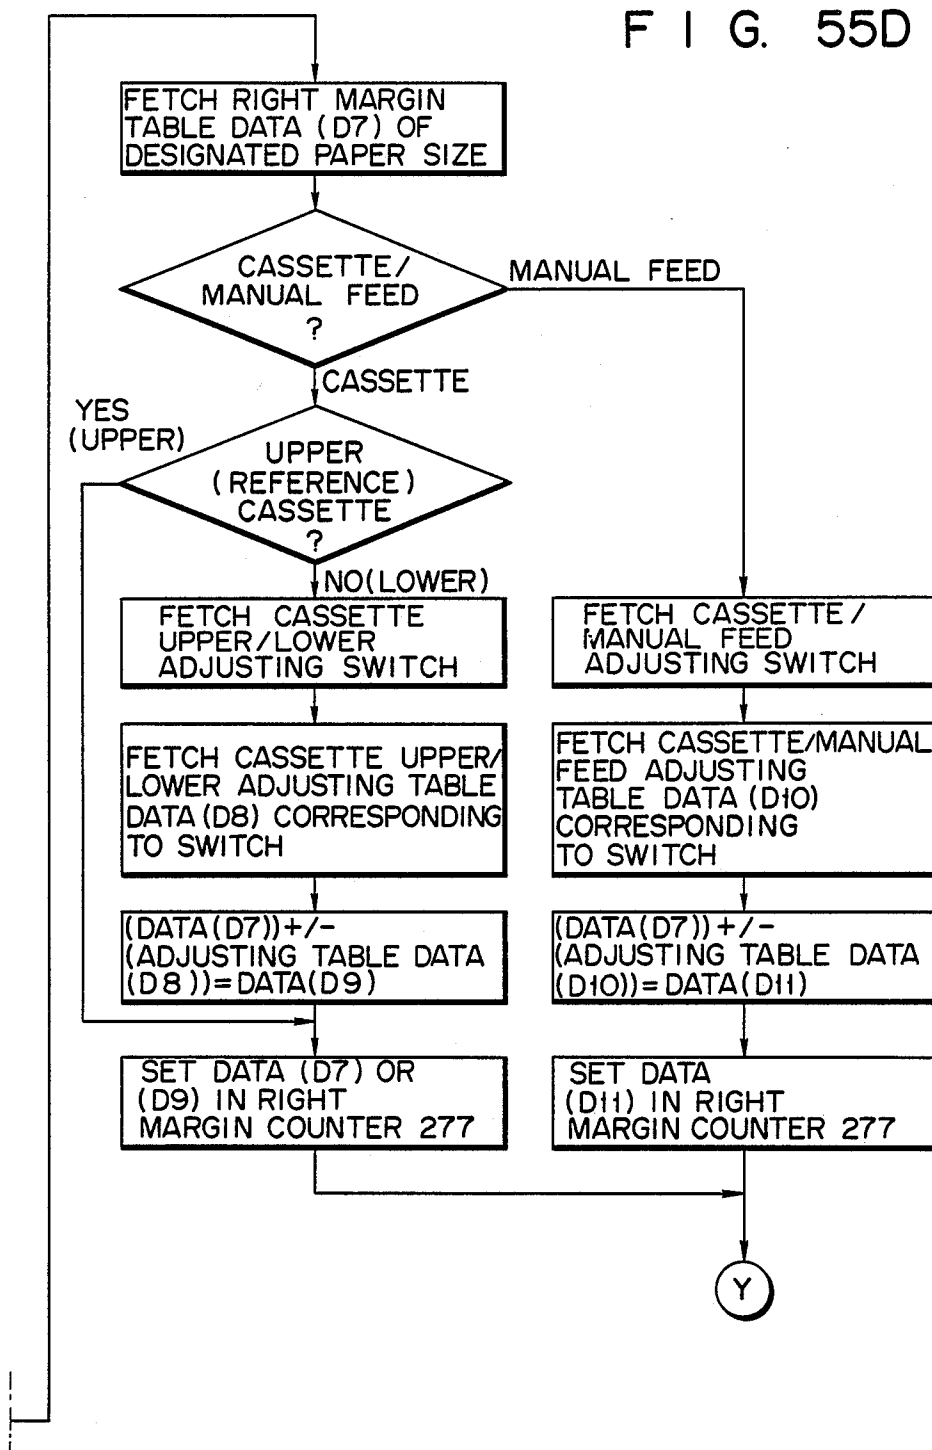 F I G. 55D
FETCH RIGHT MARGIN
TABLE DATA (D7) OF
DESIGNATED PAPER SIZE
CASSETTE/
MANUAL FEED
?
MANUAL FEED
CASSETTE
YES
(UPPER)
UPPER
(REFERENCE)
CASSETTE
?
NO(LOWER)
FETCH CASSETTE
UPPER/LOWER
ADJUSTING SWITCH
FETCH CASSETTE /
MANUAL FEED
ADJUSTING SWITCH
FETCH CASSETTE UPPER/
LOWER ADJUSTING TABLE
DATA(D8) CORRESPONDING
TO SWITCH
FETCH CASSETTE/MANUAL
FEED ADJUSTING
TABLE DATA (D10)
CORRESPONDING
TO SWITCH
(DATA(D7))+/-
(ADJUSTING TABLE DATA
(D8))=DATA(D9)
(DATA(D7))+/-
(ADJUSTING TABLE DATA
(D10))=DATA(D11)
SET DATA (D7) OR
(D9) IN RIGHT
MARGIN COUNTER 277
SET DATA
(D11) IN RIGHT
MARGIN COUNTER 277
Y